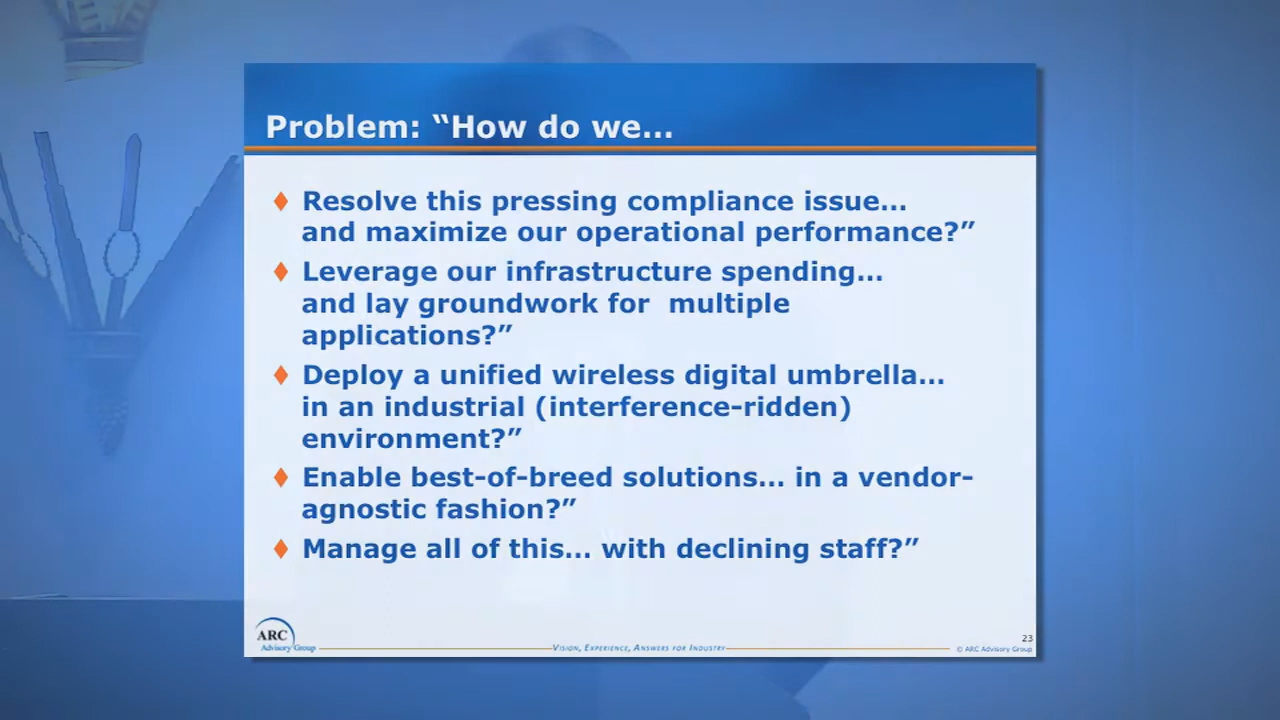 Problem: “How do we...
♦ Resolve this pressing compliance issue...
and maximize our operational performance?”
♦ Leverage our infrastructure spending...
and lay groundwork for  multiple
applications?”
♦ Deploy a unified wireless digital umbrella...
in an industrial (interference-ridden)
environment?”
♦ Enable best-of-breed solutions... in a vendor-
agnostic fashion?”
♦ Manage all of this... with declining staff?”
ARC
Advisory Group
VISION, EXPERIENCE, ANSWERS FOR INDUSTRY
23
© ARC Advisory Group